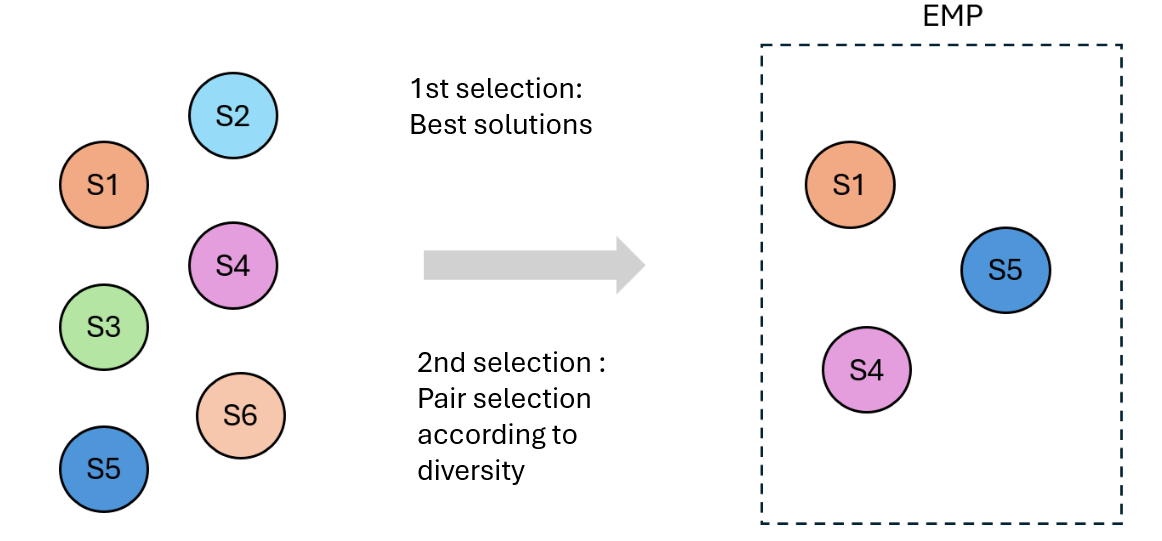 S1
S2
S3
S4
S5
S6
1st selection:
Best solutions
2nd selection :
Pair selection
according to
diversity
EMP
S1
S5
S4